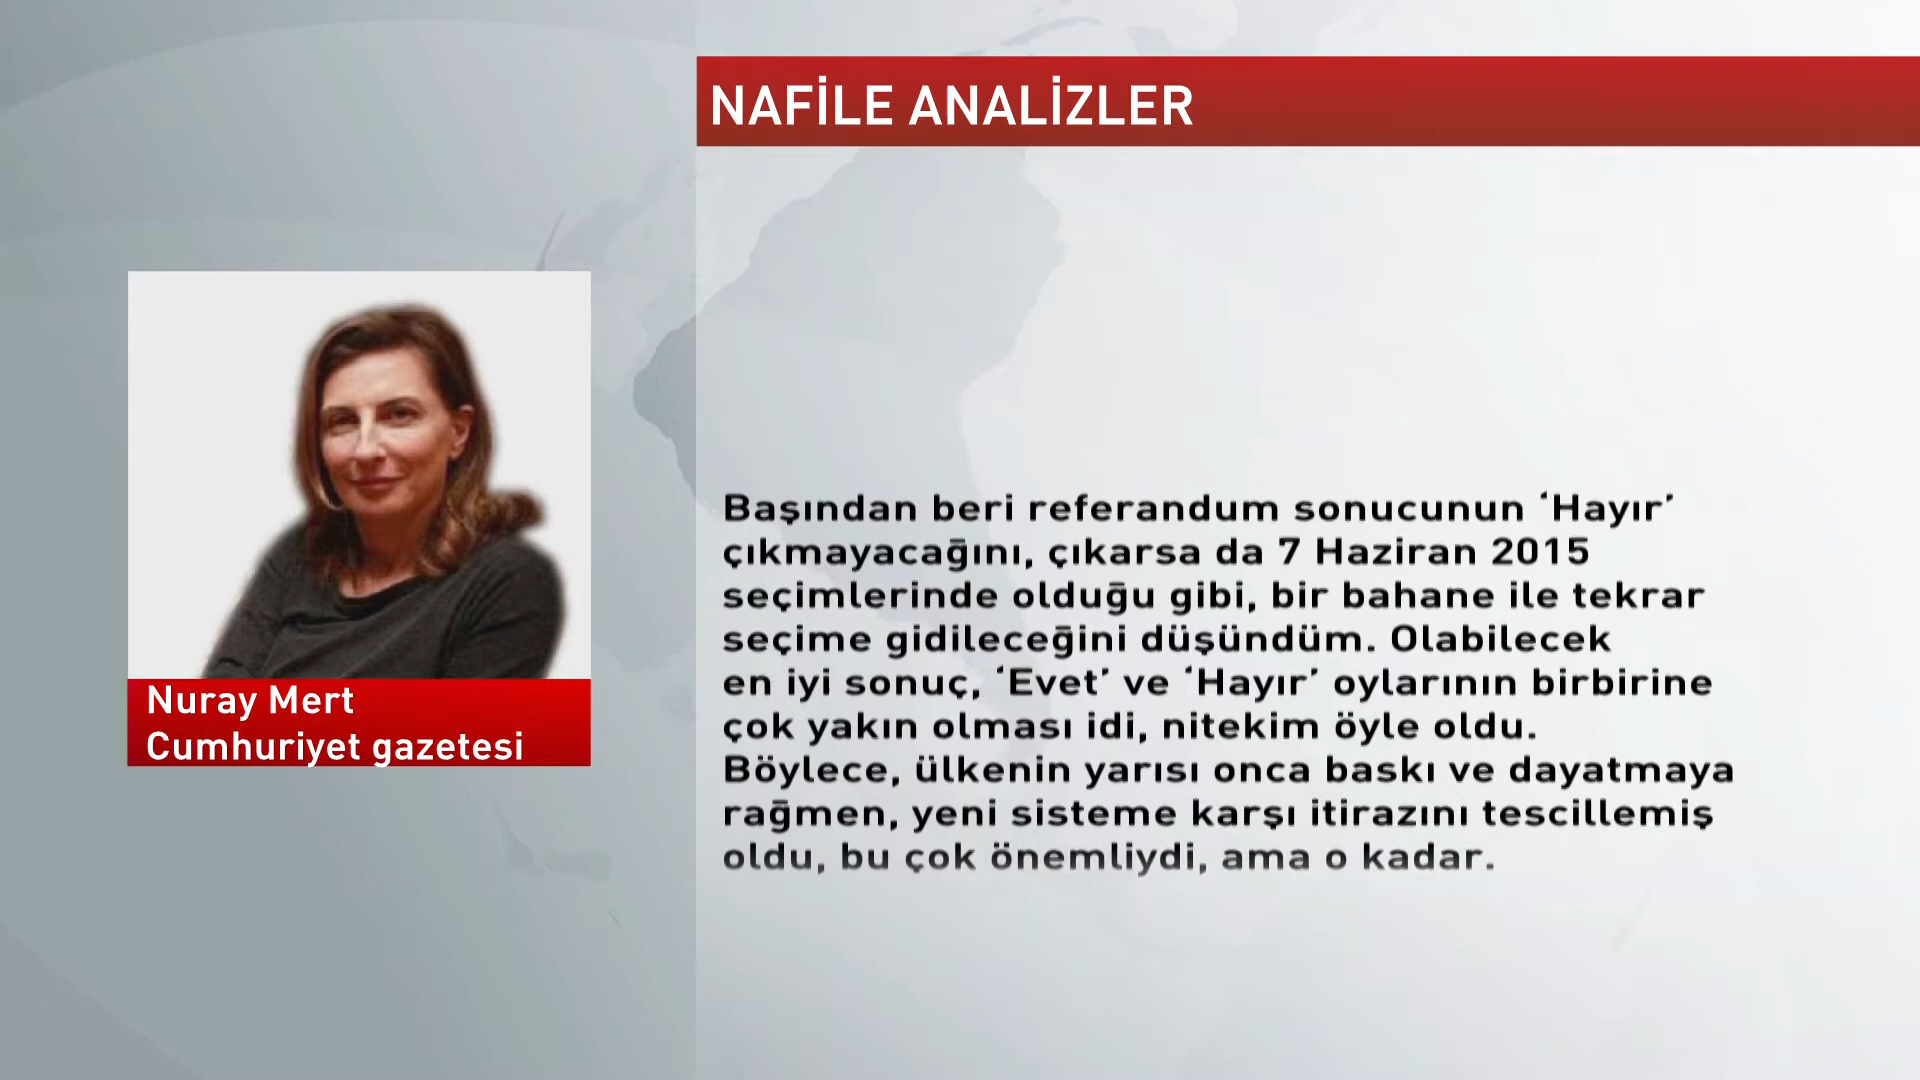 NAFİLE ANALİZLER
Nuray Mert
Cumhuriyet gazetesi
Başından beri referandum sonucunun ‘Hayır’
çıkmayacağını, çıkarsa da 7 Haziran 2015
seçimlerinde olduğu gibi, bir bahane ile tekrar
seçime gidileceğini düşündüm. Olabilecek
en iyi sonuç, ‘Evet’ ve ‘Hayır’ oylarının birbirine
çok yakın olması idi, nitekim öyle oldu.
Böylece, ülkenin yarısı onca baskı ve dayatmaya
rağmen, yeni sisteme karşı itirazını tescillemiş
oldu, bu çok önemliydi, ama o kadar.